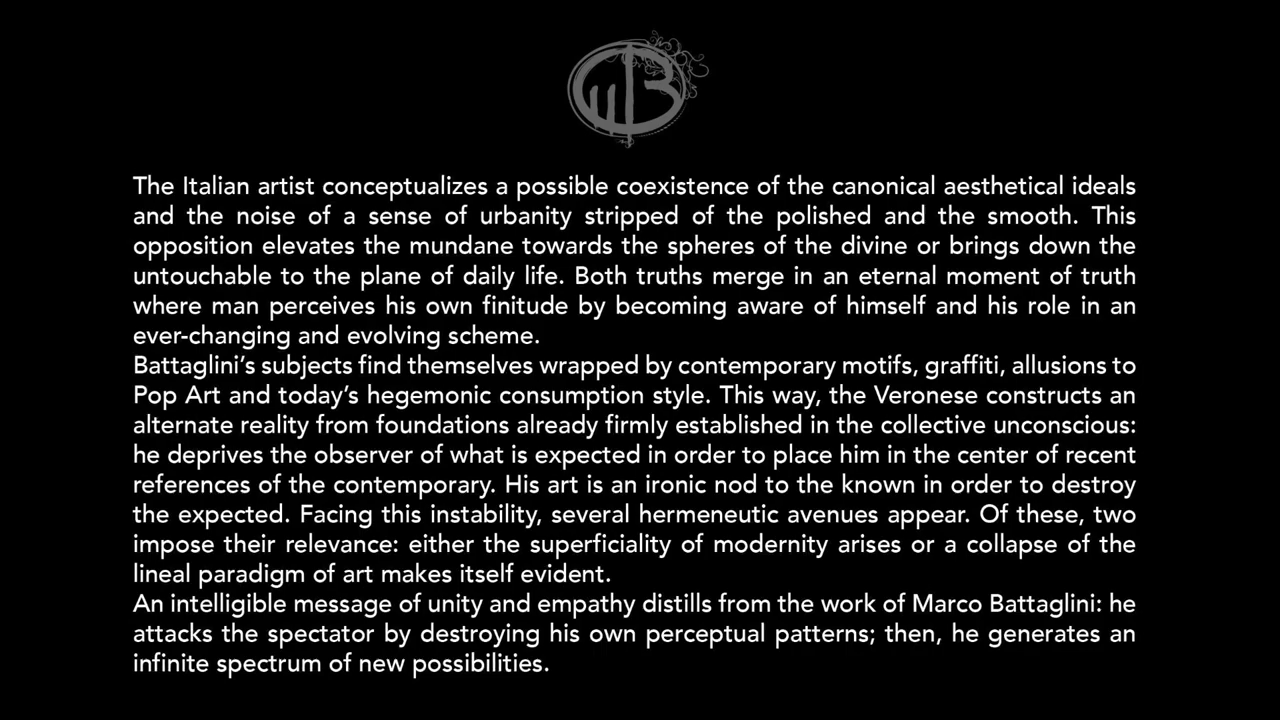 The Italian artist conceptualizes a possible coexistence of the canonical aesthetical ideals
and the noise of a sense of urbanity stripped of the polished and the smooth. This
opposition elevates the mundane towards the spheres of the divine or brings down the
untouchable to the plane of daily life. Both truths merge in an eternal moment of truth
where man perceives his own finitude by becoming aware of himself and his role in an
ever-changing and evolving scheme.
Battaglini’s subjects find themselves wrapped by contemporary motifs, graffiti, allusions to
Pop Art and today’s hegemonic consumption style. This way, the Veronese constructs an
alternate reality from foundations already firmly established in the collective unconscious:
he deprives the observer of what is expected in order to place him in the center of recent
references of the contemporary. His art is an ironic nod to the known in order to destroy
the expected. Facing this instability, several hermeneutic avenues appear. Of these, two
impose their relevance: either the superficiality of modernity arises or a collapse of the
lineal paradigm of art makes itself evident.
An intelligible message of unity and empathy distills from the work of Marco Battaglini: he
attacks the spectator by destroying his own perceptual patterns; then, he generates an
infinite spectrum of new possibilities.